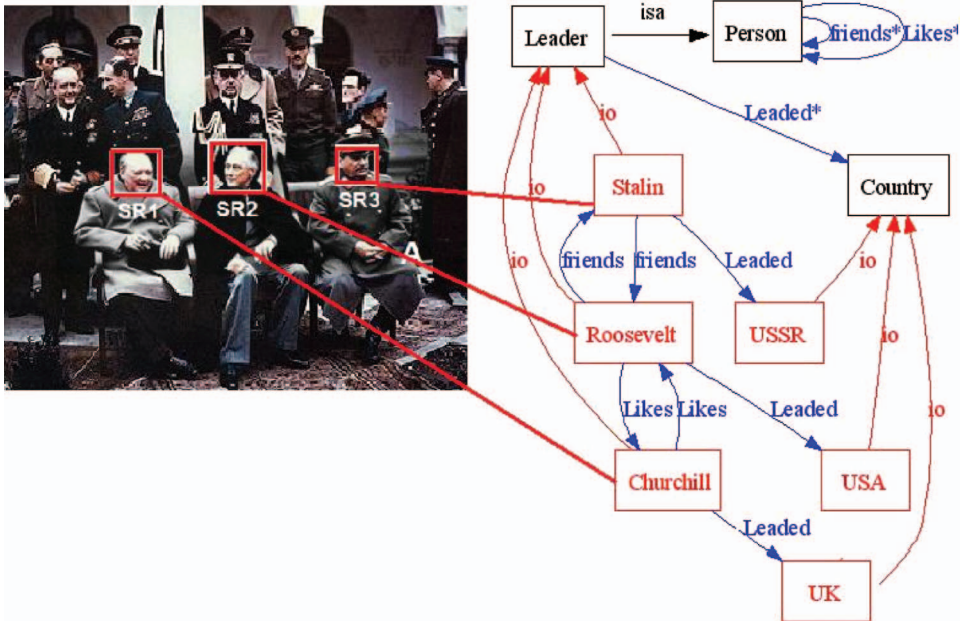 isa
Leader
Person
friends*
Likes*
io
Leaded*
Stalin
Country
SR1
SR2
SR3
io
A
io
io
friends
friends
Leaded
Roosevelt
USSR
io
Likes
Likes
Leaded
io
Churchill
USA
Leaded
UK